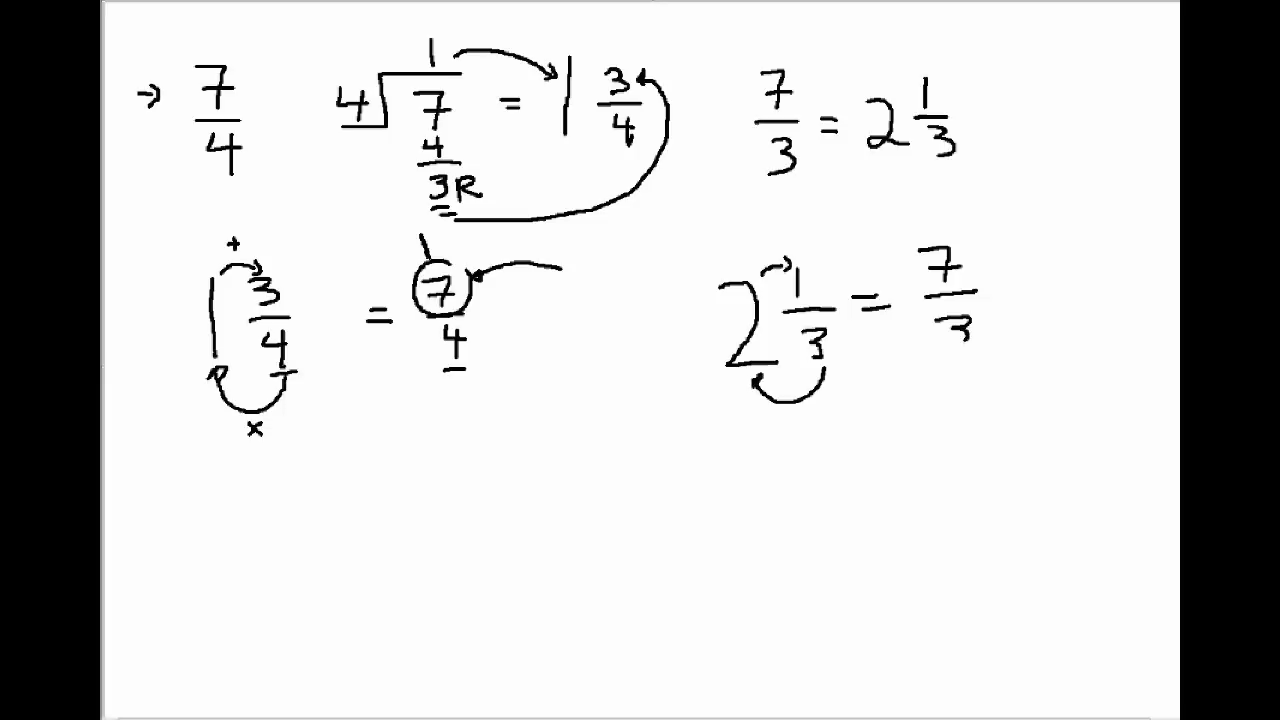 → 7/4   4)7 = 1 3/4   7/3 = 2 1/3
1
4
3R
1 3/4 = 7/4   2 1/3 = 7/3
+
x